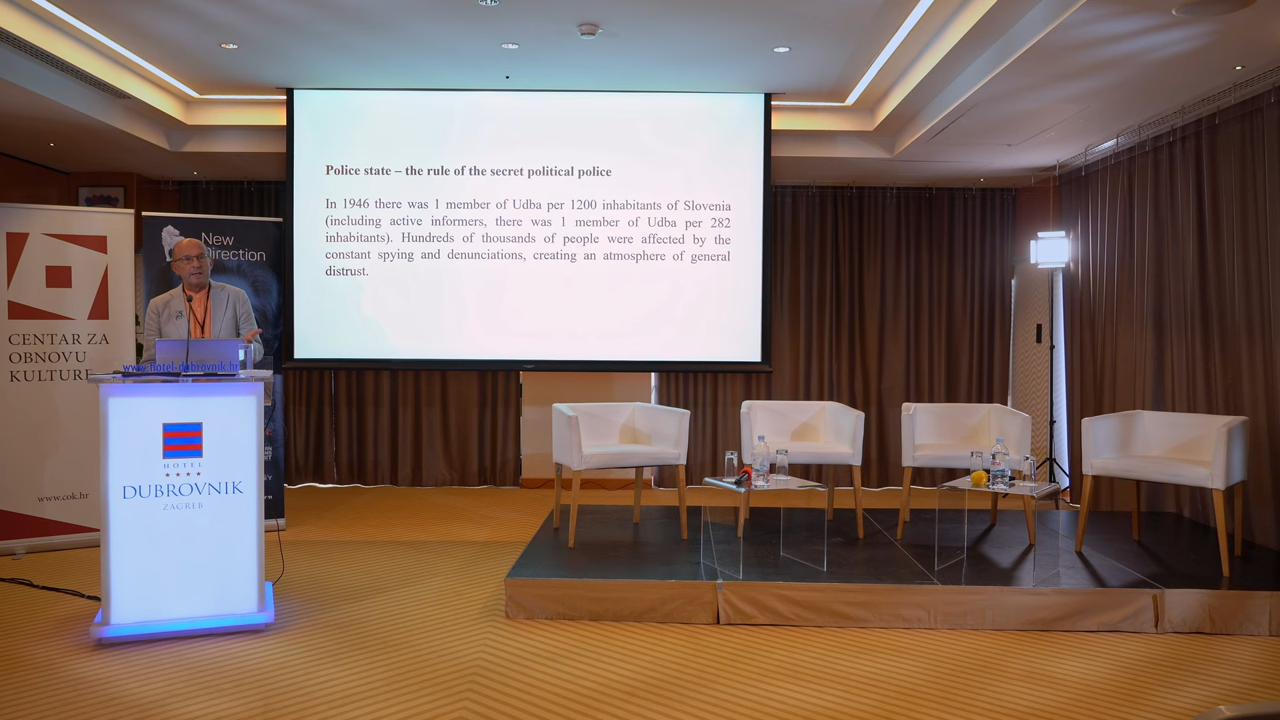 Police state – the rule of the secret political police
In 1946 there was 1 member of Udba per 1200 inhabitants of Slovenia
(including active informers, there was 1 member of Udba per 282
inhabitants). Hundreds of thousands of people were affected by the
constant spying and denunciations, creating an atmosphere of general
distrust.
New
Direction
CENTAR ZA
OBNOVU
KULTURE
www.cok.hr
www.hotel-dubrovnik.hr
HOTEL
DUBROVNIK
ZAGREB